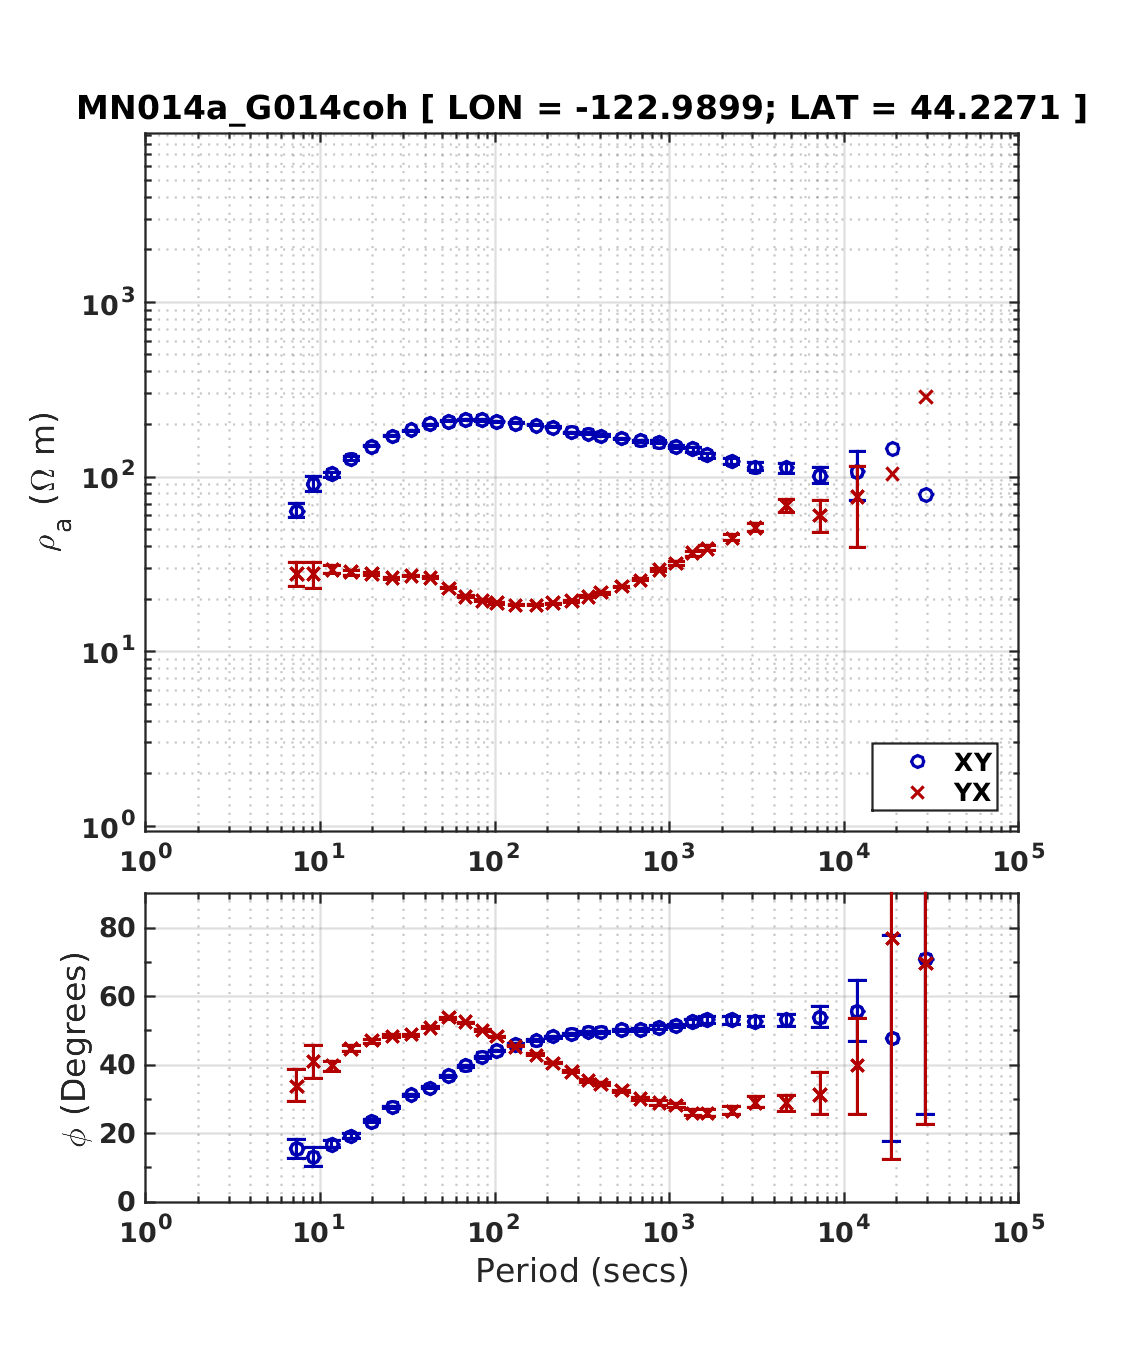 MN014a_G014coh [ LON = -122.9899; LAT = 44.2271 ]
10³
10²
10¹
10⁰
ρₐ (Ω m)
XY
YX
10⁰ 10¹ 10² 10³ 10⁴ 10⁵
80
60
40
20
0
ϕ (Degrees)
10⁰ 10¹ 10² 10³ 10⁴ 10⁵
Period (secs)